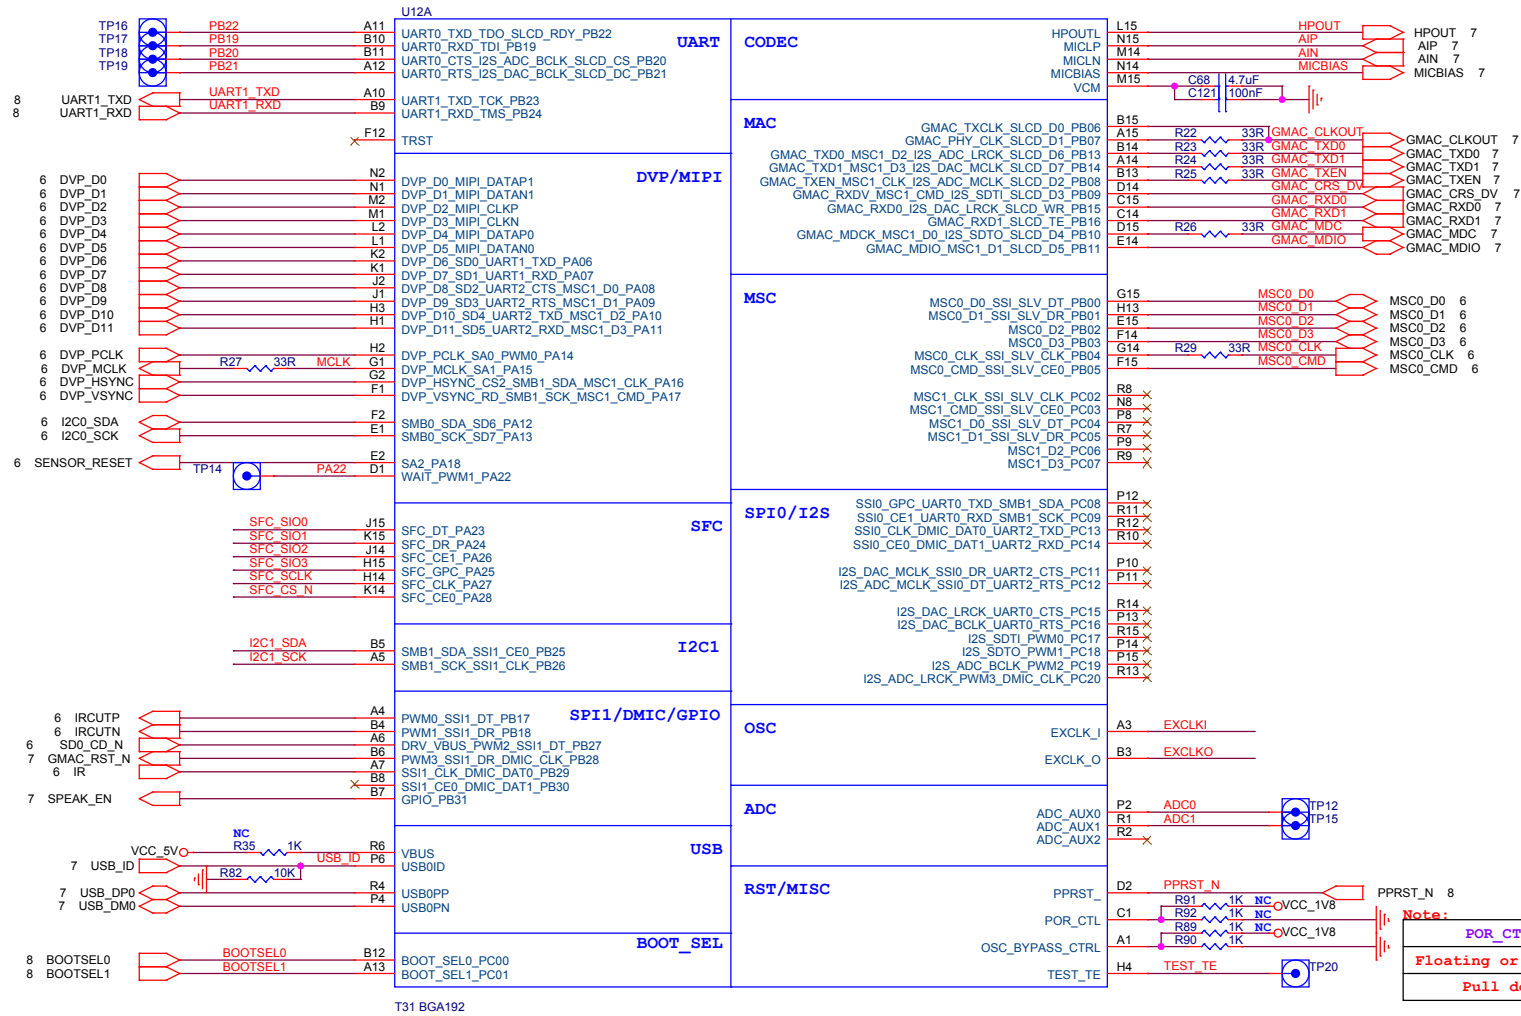 U12A
TP16 PB22 A11 UART0_TXD_TDO_SLCD_RDY_PB22 UART
TP17 PB19 B10 UART0_RXD_TDI_PB19
TP18 PB20 B11 UART0_CTS_I2S_ADC_BCLK_SLCD_CS_PB20
TP19 PB21 A12 UART0_RTS_I2S_DAC_BCLK_SLCD_DC_PB21
8 UART1_TXD UART1_TXD A10 UART1_TXD_TCK_PB23
8 UART1_RXD UART1_RXD B9 UART1_RXD_TMS_PB24
F12 TRST
DVP/MIPI
6 DVP_D0 N2 DVP_D0_MIPI_DATAP1
6 DVP_D1 N1 DVP_D1_MIPI_DATAN1
6 DVP_D2 M2 DVP_D2_MIPI_CLKP
6 DVP_D3 M1 DVP_D3_MIPI_CLKN
6 DVP_D4 L2 DVP_D4_MIPI_DATAP0
6 DVP_D5 L1 DVP_D5_MIPI_DATAN0
6 DVP_D6 K2 DVP_D6_SD0_UART1_TXD_PA06
6 DVP_D7 K1 DVP_D7_SD1_UART1_RXD_PA07
6 DVP_D8 J2 DVP_D8_SD2_UART2_CTS_MSC1_D0_PA08
6 DVP_D9 J1 DVP_D9_SD3_UART2_RTS_MSC1_D1_PA09
6 DVP_D10 H3 DVP_D10_SD4_UART2_TXD_MSC1_D2_PA10
6 DVP_D11 H1 DVP_D11_SD5_UART2_RXD_MSC1_D3_PA11
6 DVP_PCLK H2 DVP_PCLK_SA0_PWM0_PA14
6 DVP_MCLK R27 33R MCLK G1 DVP_MCLK_SA1_PA15
6 DVP_HSYNC G2 DVP_HSYNC_CS2_SMB1_SDA_MSC1_CLK_PA16
6 DVP_VSYNC F1 DVP_VSYNC_RD_SMB1_SCK_MSC1_CMD_PA17
6 I2C0_SDA F2 SMB0_SDA_SD6_PA12
6 I2C0_SCK E1 SMB0_SCK_SD7_PA13
6 SENSOR_RESET E2 SA2_PA18
TP14 PA22 D1 WAIT_PWM1_PA22
SFC
SFC_SIO0 J15 SFC_DT_PA23
SFC_SIO1 K15 SFC_DR_PA24
SFC_SIO2 J14 SFC_CE1_PA26
SFC_SIO3 H15 SFC_GPC_PA25
SFC_SCLK H14 SFC_CLK_PA27
SFC_CS_N K14 SFC_CE0_PA28
I2C1
I2C1_SDA B5 SMB1_SDA_SSI1_CE0_PB25
I2C1_SCK A5 SMB1_SCK_SSI1_CLK_PB26
SPI1/DMIC/GPIO
6 IRCUTP A4 PWM0_SSI1_DT_PB17
6 IRCUTN B4 PWM1_SSI1_DR_PB18
6 SD0_CD_N A6 DRV_VBUS_PWM2_SSI1_DT_PB27
7 GMAC_RST_N B6 PWM3_SSI1_DR_DMIC_CLK_PB28
6 IR A7 SSI1_CLK_DMIC_DAT0_PB29
B8 SSI1_CE0_DMIC_DAT1_PB30
7 SPEAK_EN B7 GPIO_PB31
USB
VCC_5V NC R35 1K R6 VBUS
7 USB_ID USB_ID P6 USB0ID
R82 10K
7 USB_DP0 R4 USB0PP
7 USB_DM0 P4 USB0PN
BOOT_SEL
8 BOOTSEL0 BOOTSEL0 B12 BOOT_SEL0_PC00
8 BOOTSEL1 BOOTSEL1 A13 BOOT_SEL1_PC01
T31 BGA192
CODEC
HPOUTL L15 HPOUT HPOUT 7
MICLP N15 AIP AIP 7
MICLN M14 AIN AIN 7
MICBIAS N14 MICBIAS MICBIAS 7
VCM M15 C68 4.7uF
C121 100nF
MAC
GMAC_TXCLK_SLCD_D0_PB06 B15
GMAC_PHY_CLK_SLCD_D1_PB07 A15 R22 33R GMAC_CLKOUT GMAC_CLKOUT 7
GMAC_TXD0_MSC1_D2_I2S_ADC_LRCK_SLCD_D6_PB13 B14 R23 33R GMAC_TXD0 GMAC_TXD0 7
GMAC_TXD1_MSC1_D3_I2S_DAC_MCLK_SLCD_D7_PB14 A14 R24 33R GMAC_TXD1 GMAC_TXD1 7
GMAC_TXEN_MSC1_CLK_I2S_ADC_MCLK_SLCD_D2_PB08 B13 R25 33R GMAC_TXEN GMAC_TXEN 7
GMAC_RXDV_MSC1_CMD_I2S_SDTI_SLCD_D3_PB09 D14 GMAC_CRS_DV GMAC_CRS_DV 7
GMAC_RXD0_I2S_DAC_LRCK_SLCD_WR_PB15 C15 GMAC_RXD0 GMAC_RXD0 7
GMAC_RXD1_SLCD_TE_PB16 C14 GMAC_RXD1 GMAC_RXD1 7
GMAC_MDCK_MSC1_D0_I2S_SDTO_SLCD_D4_PB10 D15 R26 33R GMAC_MDC GMAC_MDC 7
GMAC_MDIO_MSC1_D1_SLCD_D5_PB11 E14 GMAC_MDIO GMAC_MDIO 7
MSC
MSC0_D0_SSI_SLV_DT_PB00 G15 MSC0_D0 MSC0_D0 6
MSC0_D1_SSI_SLV_DR_PB01 H13 MSC0_D1 MSC0_D1 6
MSC0_D2_PB02 E15 MSC0_D2 MSC0_D2 6
MSC0_D3_PB03 F14 MSC0_D3 MSC0_D3 6
MSC0_CLK_SSI_SLV_CLK_PB04 G14 R29 33R MSC0_CLK MSC0_CLK 6
MSC0_CMD_SSI_SLV_CE0_PB05 F15 MSC0_CMD MSC0_CMD 6
MSC1_CLK_SSI_SLV_CLK_PC02 R8
MSC1_CMD_SSI_SLV_CE0_PC03 N8
MSC1_D0_SSI_SLV_DT_PC04 P8
MSC1_D1_SSI_SLV_DR_PC05 R7
MSC1_D2_PC06 P9
MSC1_D3_PC07 R9
SPI0/I2S
SSI0_GPC_UART0_TXD_SMB1_SDA_PC08 P12
SSI0_CE1_UART0_RXD_SMB1_SCK_PC09 R11
SSI0_CLK_DMIC_DAT0_UART2_TXD_PC13 R12
SSI0_CE0_DMIC_DAT1_UART2_RXD_PC14 R10
I2S_DAC_MCLK_SSI0_DR_UART2_CTS_PC11 P10
I2S_ADC_MCLK_SSI0_DT_UART2_RTS_PC12 P11
I2S_DAC_LRCK_UART0_CTS_PC15 R14
I2S_DAC_BCLK_UART0_RTS_PC16 P13
I2S_SDTI_PWM0_PC17 R15
I2S_SDTO_PWM1_PC18 P14
I2S_ADC_BCLK_PWM2_PC19 P15
I2S_ADC_LRCK_PWM3_DMIC_CLK_PC20 R13
OSC
EXCLK_I A3 EXCLKI
EXCLK_O B3 EXCLKO
ADC
ADC_AUX0 P2 ADC0 TP12
ADC_AUX1 R1 ADC1 TP15
ADC_AUX2 R2
RST/MISC
PPRST_ D2 PPRST_N PPRST_N 8
R91 1K NC VCC_1V8
POR_CTL C1 R92 1K
R89 1K NC VCC_1V8
OSC_BYPASS_CTRL A1 R90 1K
TEST_TE H4 TEST_TE TP20
Note:
POR_CT
Floating or
Pull d